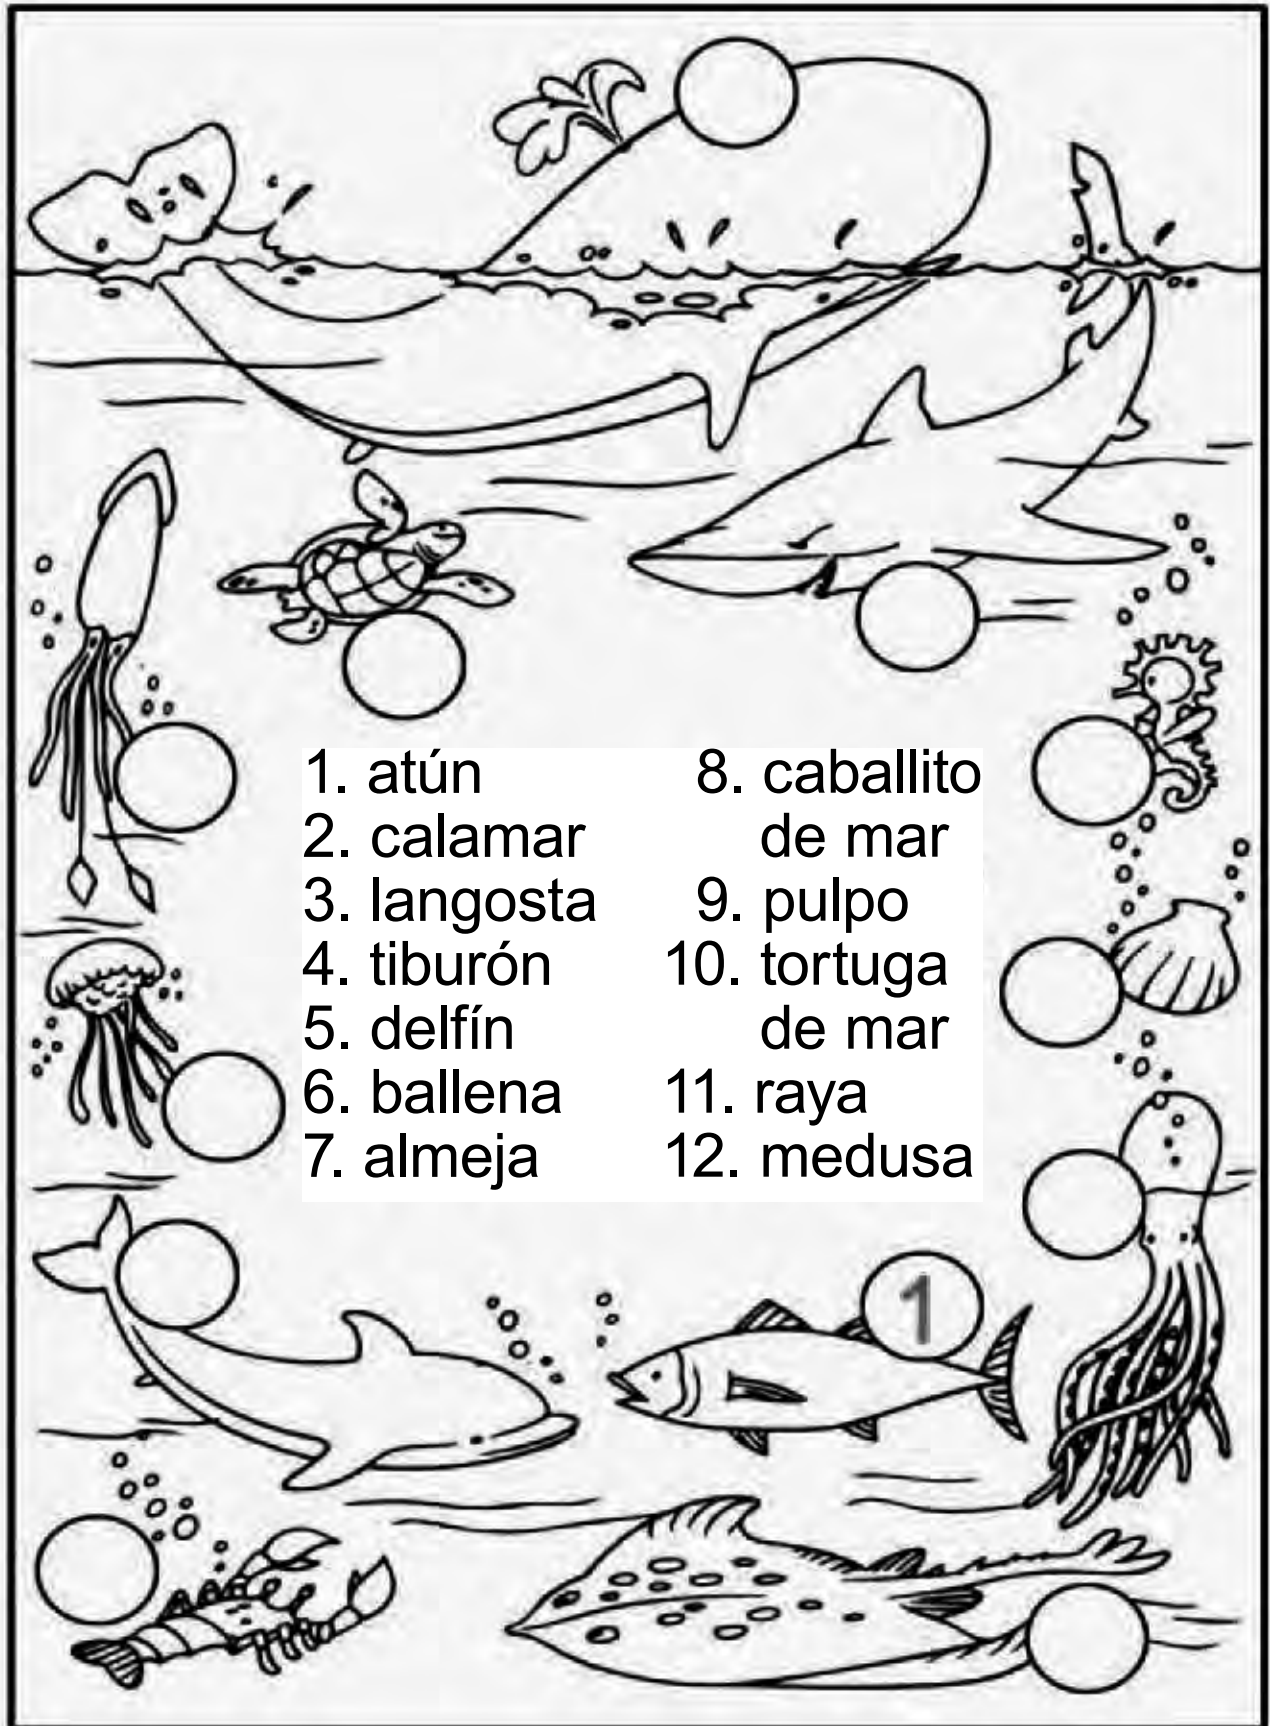 1. atún
2. calamar
3. langosta
4. tiburón
5. delfín
6. ballena
7. almeja
8. caballito
de mar
9. pulpo
10. tortuga
de mar
11. raya
12. medusa
1